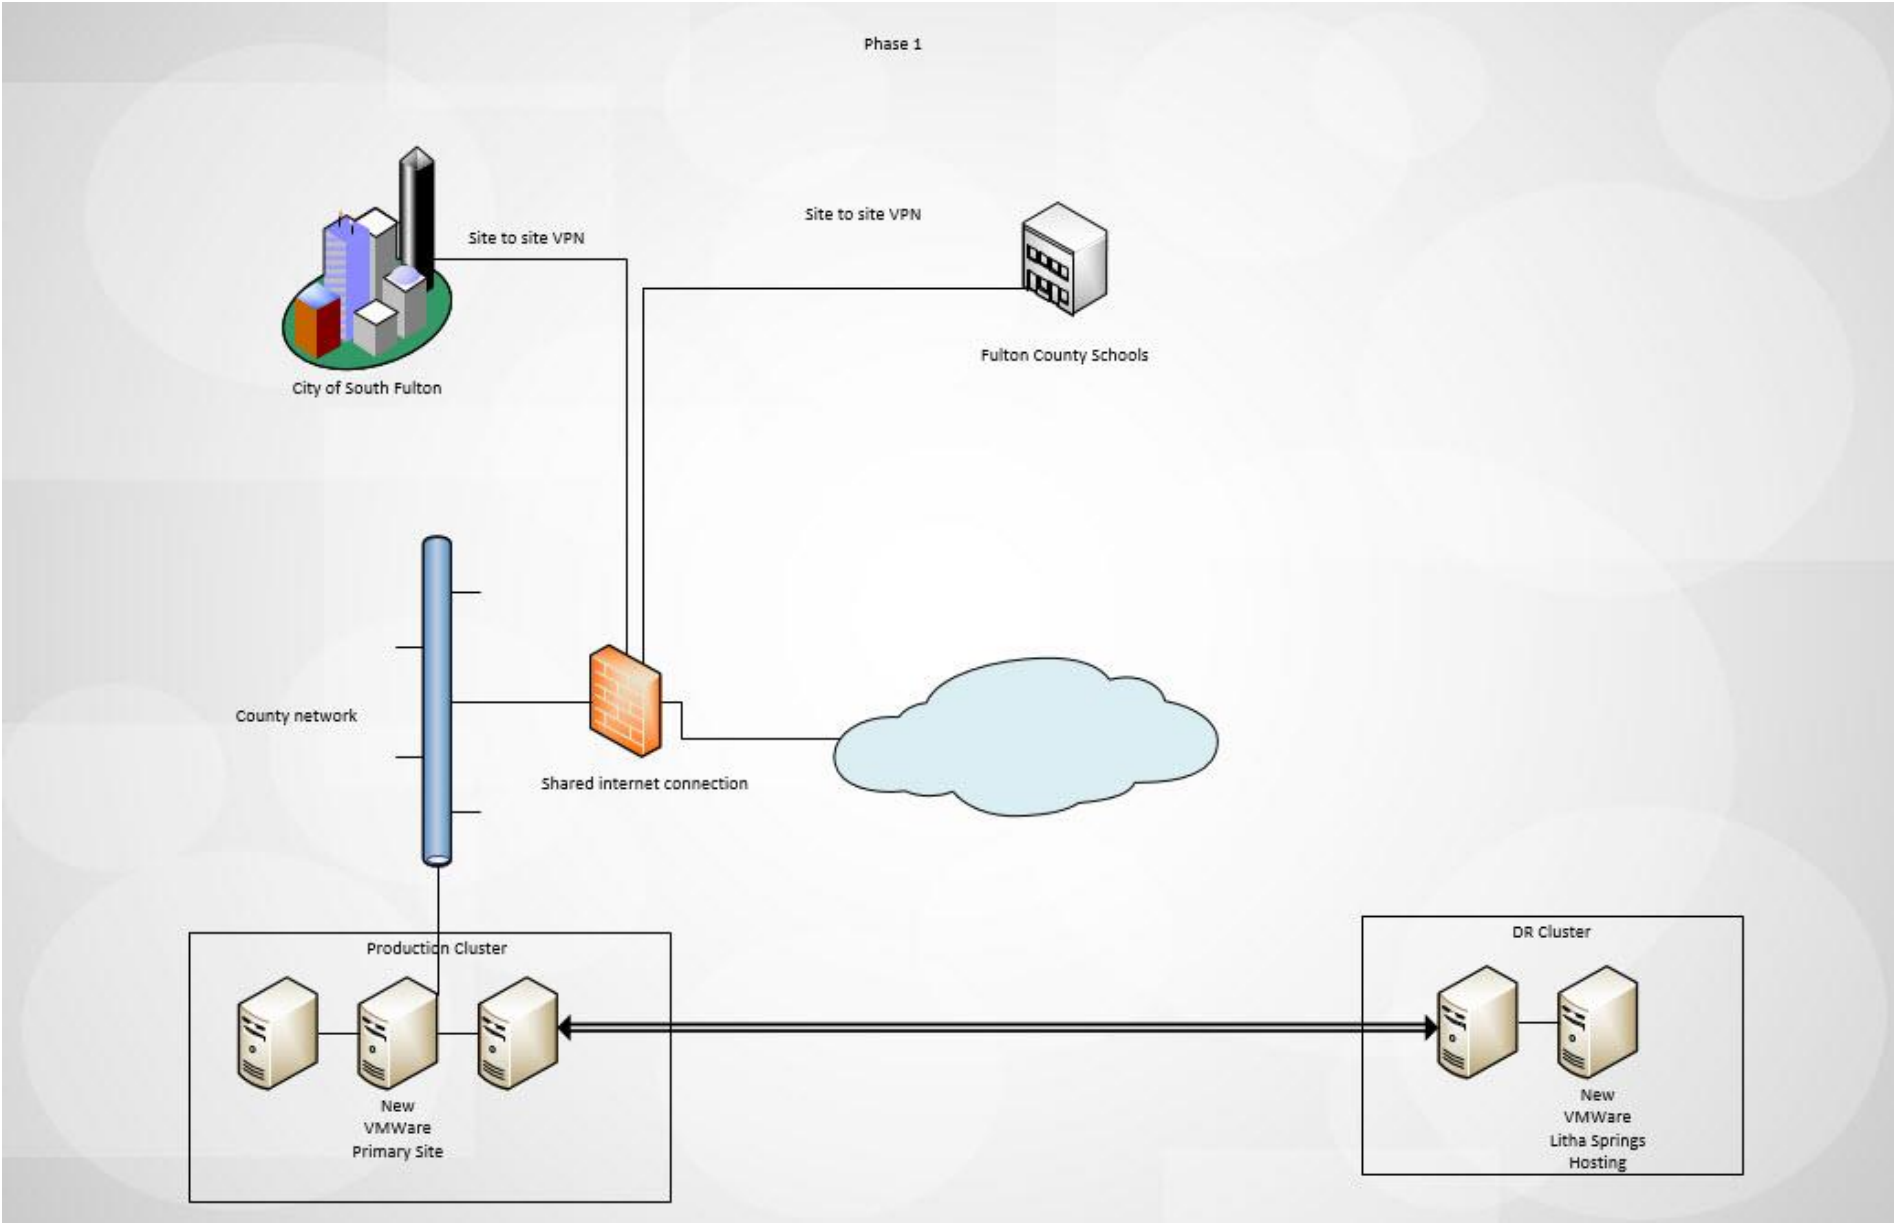 Phase 1
Site to site VPN
Site to site VPN
Fulton County Schools
City of South Fulton
County network
Shared internet connection
Production Cluster
DR Cluster
New
VMWare
Primary Site
New
VMWare
Litha Springs
Hosting